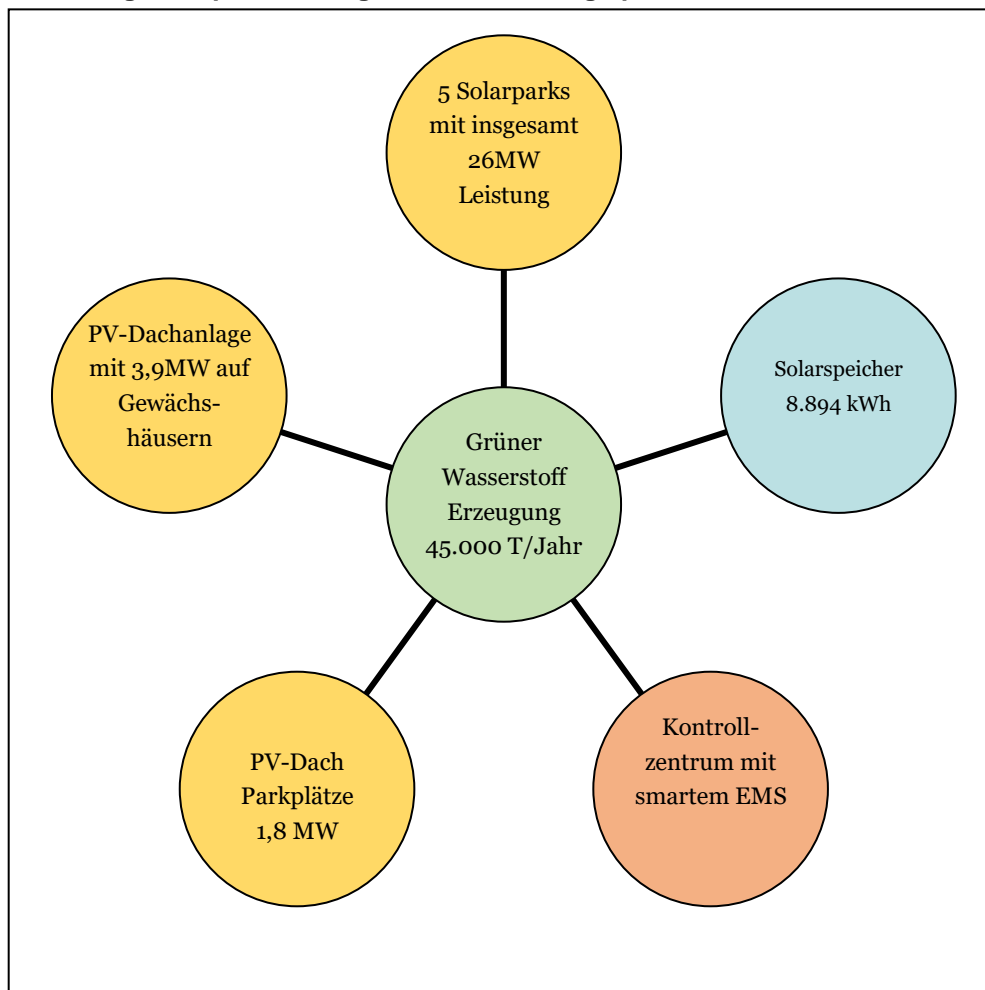 5 Solarparks
mit insgesamt
26MW
Leistung
PV-Dachanlage
mit 3,9MW auf
Gewächs-
häusern
Solarspeicher
8.894 kWh
Grüner
Wasserstoff
Erzeugung
45.000 T/Jahr
PV-Dach
Parkplätze
1,8 MW
Kontroll-
zentrum mit
smartem EMS